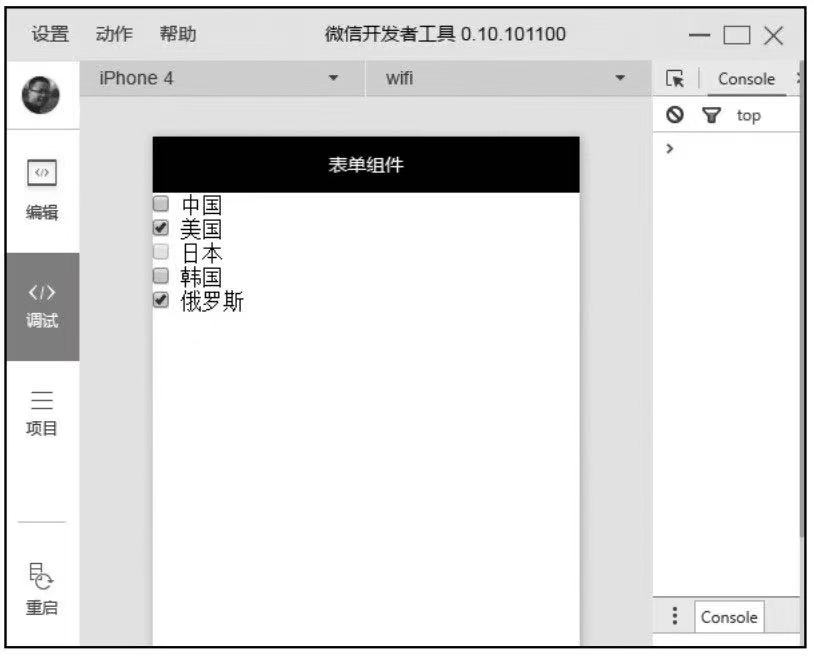 设置 动作 帮助 微信开发者工具 0.10.101100
iPhone 4 wifi Console
top
编辑
调试
项目
重启
表单组件
中国
美国
日本
韩国
俄罗斯
Console